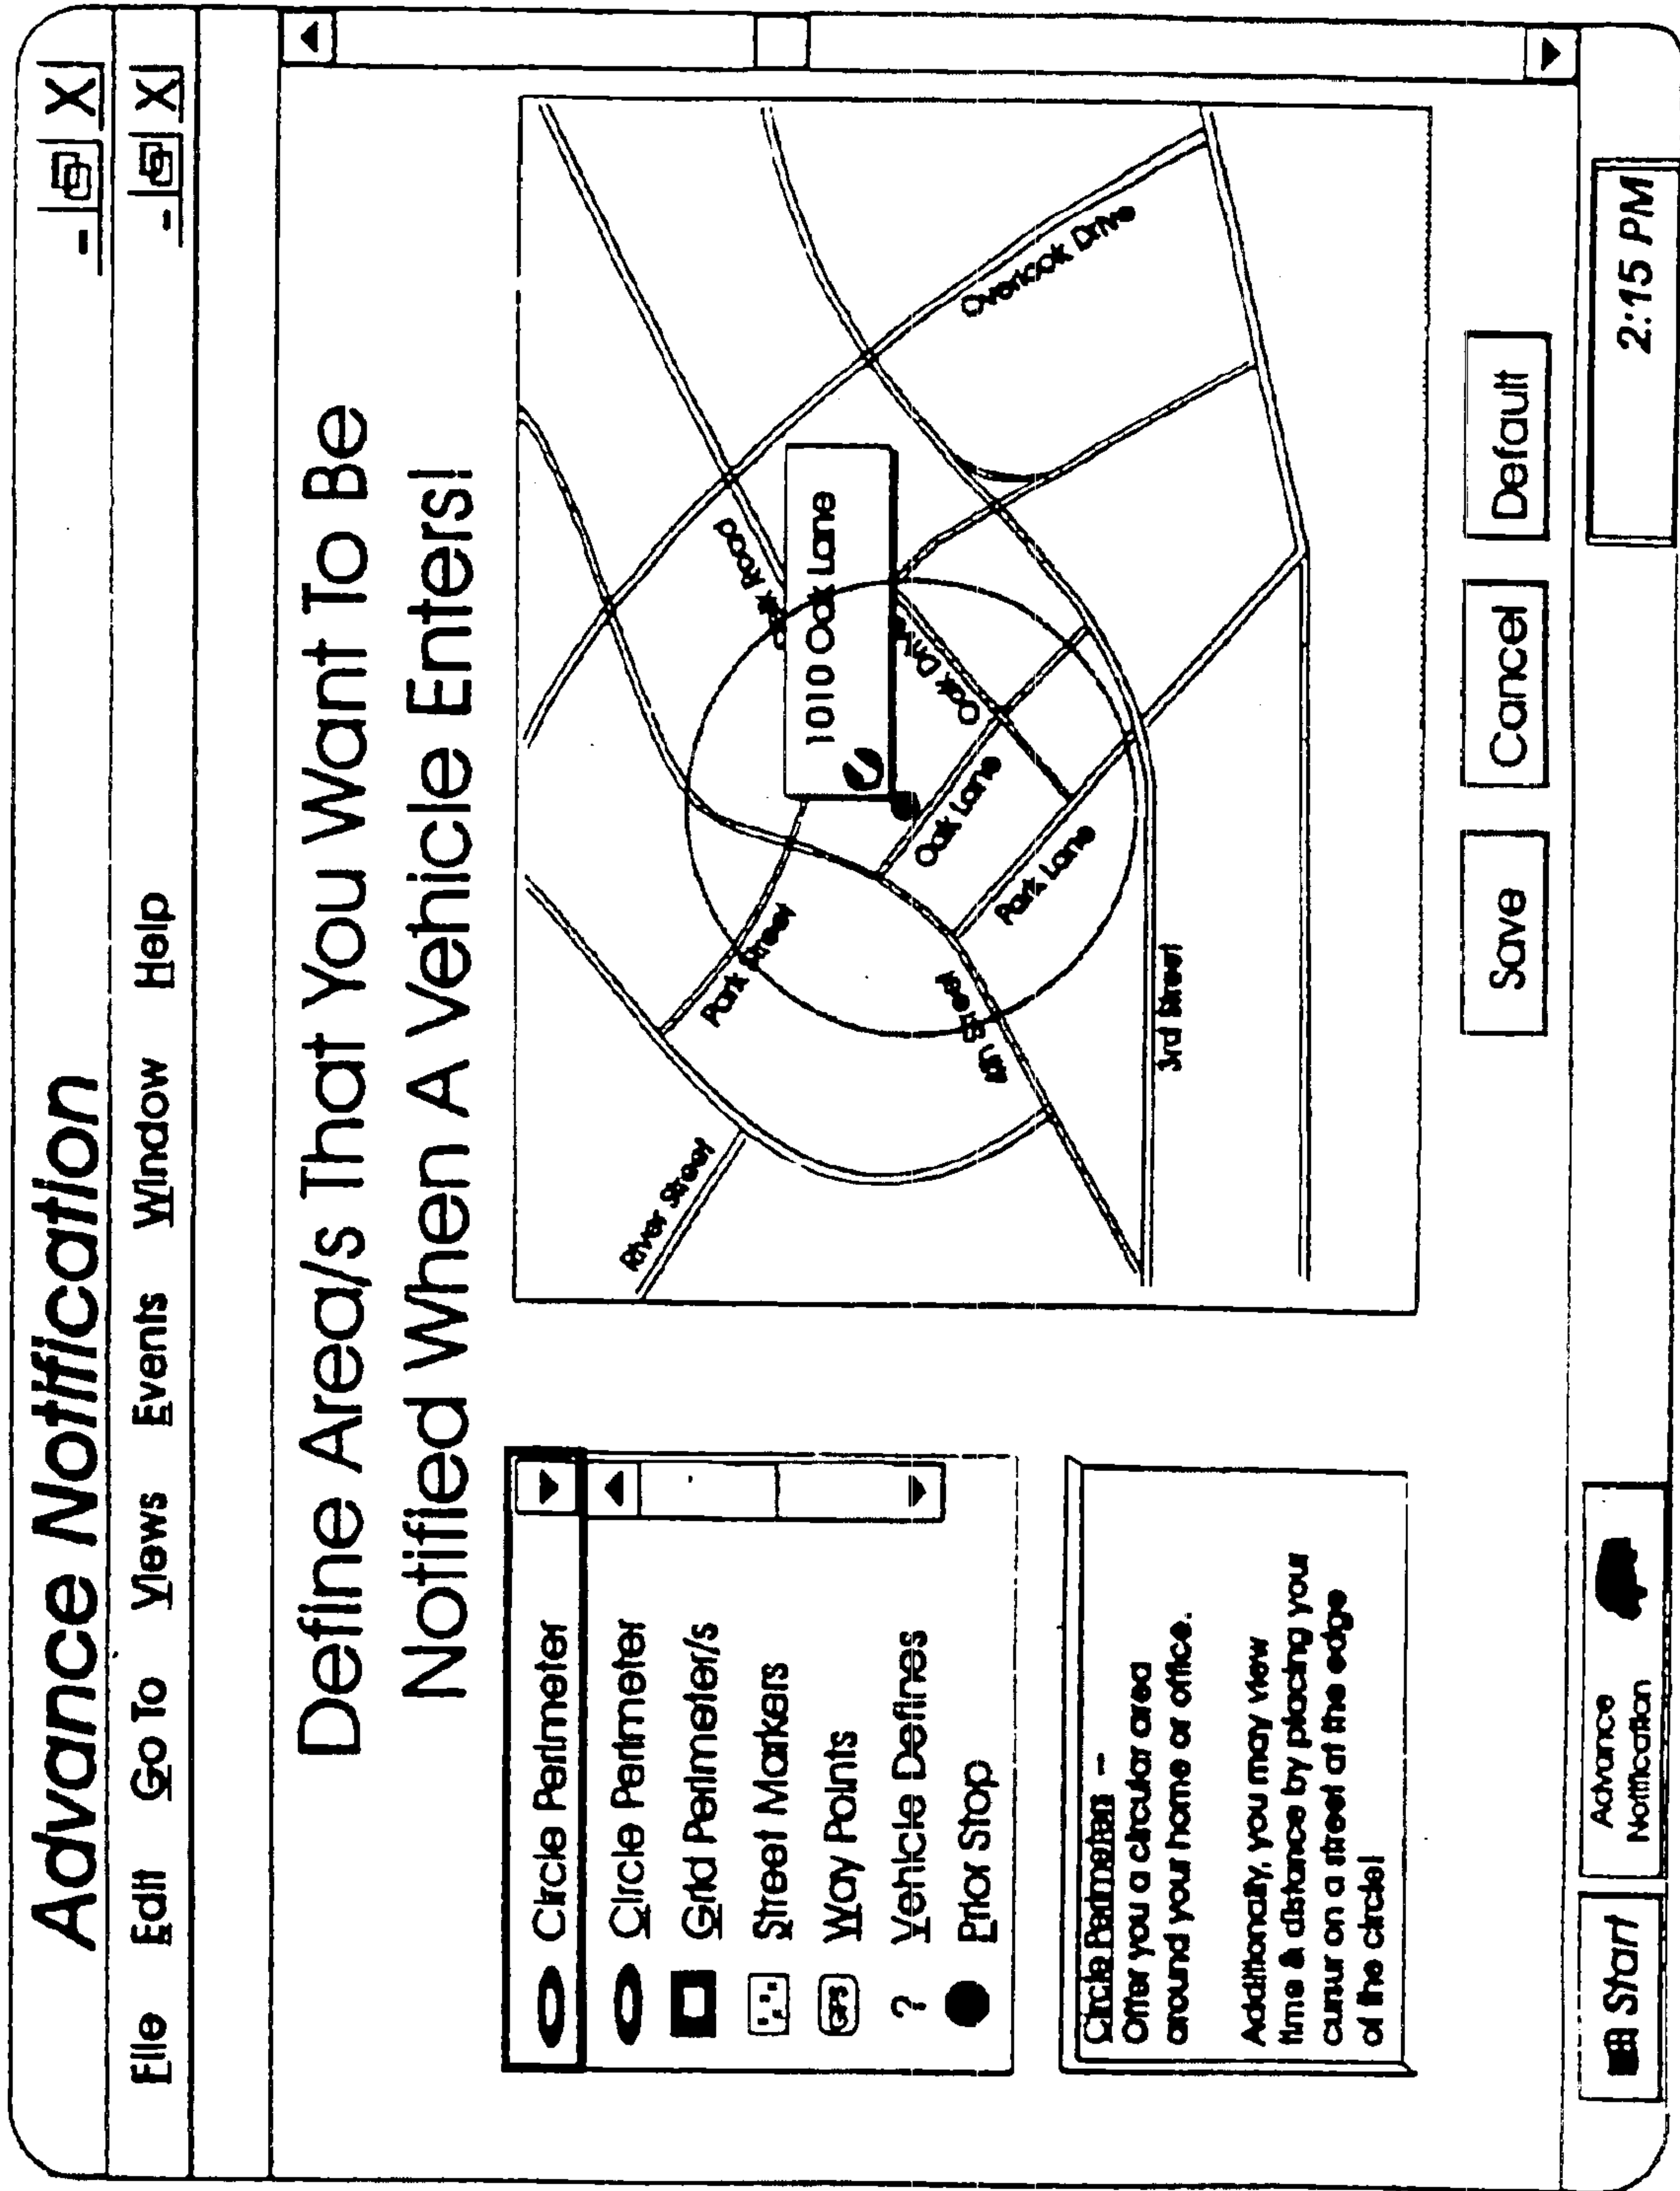 Advance Notification
_ X
File Edit Go To Views Events Window Help
_ X
Define Area/s That You Want To Be
Notified When A Vehicle Enters!
Circle Perimeter
Circle Perimeter
Grid Perimeter/s
Street Markers
GPS Way Points
? Vehicle Defines
Prior Stop
Circle Perimeters --
Offer you a circular area
around your home or office.
Additionally, you may view
time & distance by placing your
cursur on a street at the edge
of the circle!
River Street
Park Street
Road
1010 Oak Lane
Oak Drive
Oak Lane
Park Lane
4th Street
3rd Street
Overlook Drive
Save Cancel Default
Start
Advance
Notification
2:15 PM